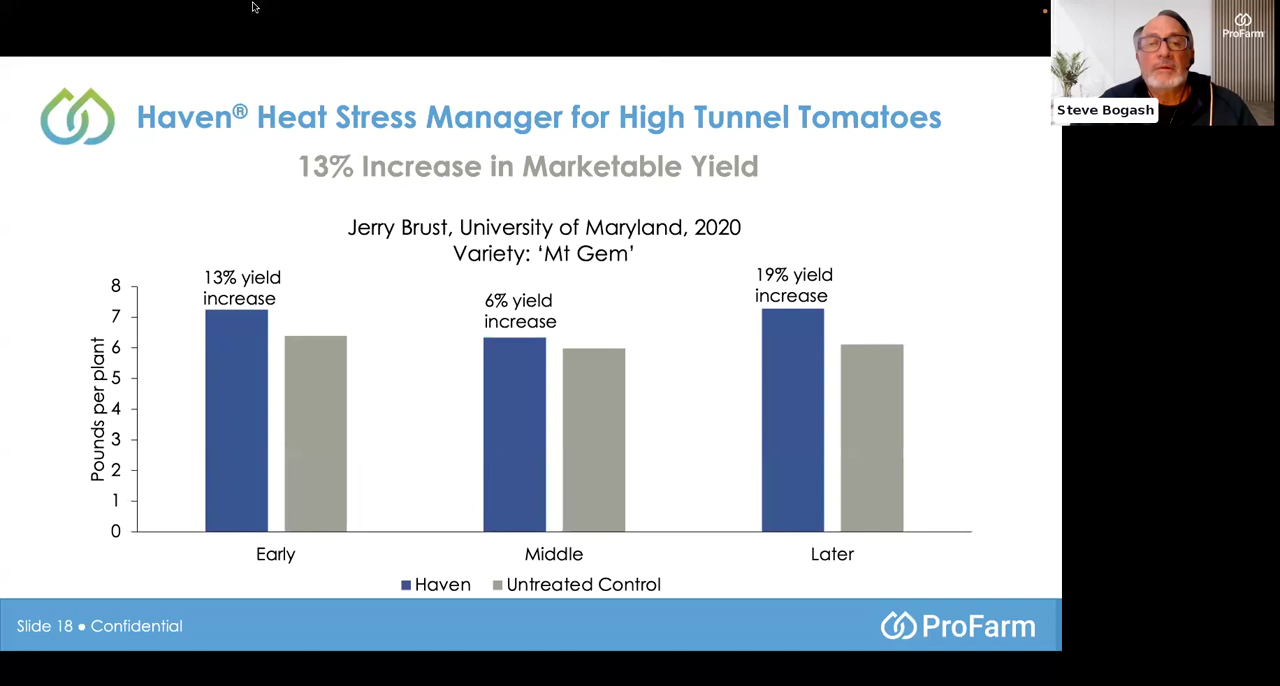 Haven® Heat Stress Manager for High Tunnel Tomatoes
13% Increase in Marketable Yield
Jerry Brust, University of Maryland, 2020
Variety: ‘Mt Gem’
13% yield
increase
6% yield
increase
19% yield
increase
Pounds per plant
8
7
6
5
4
3
2
1
0
Early
Middle
Later
Haven
Untreated Control
Slide 18 ● Confidential
ProFarm
ProFarm
Steve Bogash